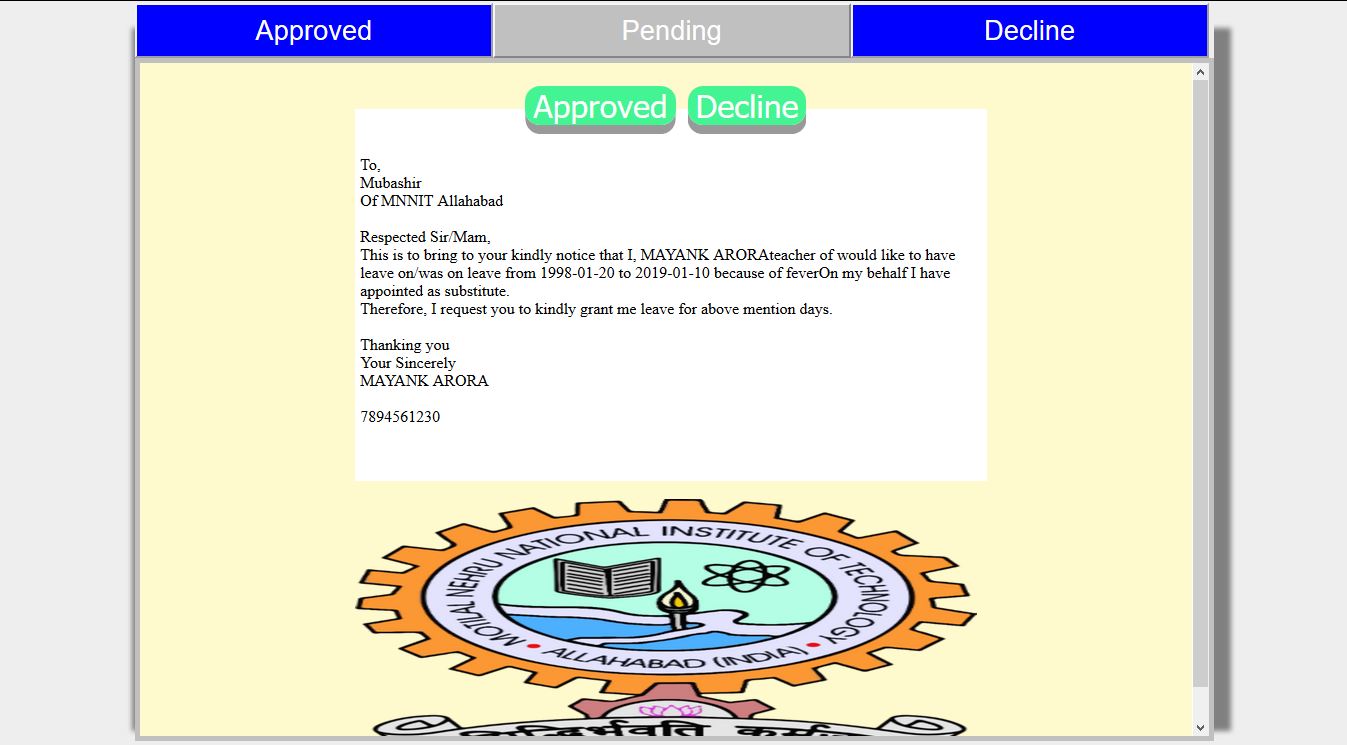 Approved Pending Decline
Approved Decline
To,
Mubashir
Of MNNIT Allahabad
Respected Sir/Mam,
This is to bring to your kindly notice that I, MAYANK ARORAteacher of would like to have
leave on/was on leave from 1998-01-20 to 2019-01-10 because of feverOn my behalf I have
appointed as substitute.
Therefore, I request you to kindly grant me leave for above mention days.
Thanking you
Your Sincerely
MAYANK ARORA
7894561230
MOTILAL NEHRU NATIONAL INSTITUTE OF TECHNOLOGY
ALLAHABAD (INDIA)